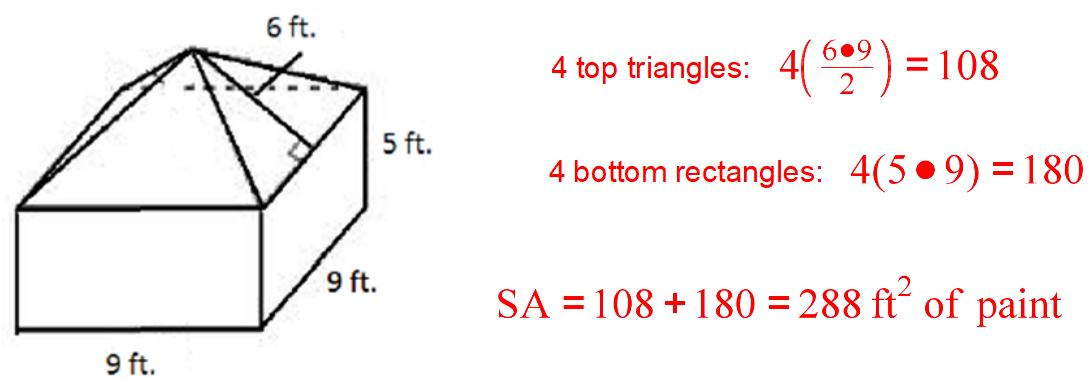 6 ft.
5 ft.
9 ft.
9 ft.
4 top triangles: 4(6•9/2) = 108
4 bottom rectangles: 4(5•9) = 180
SA = 108 + 180 = 288 ft² of paint